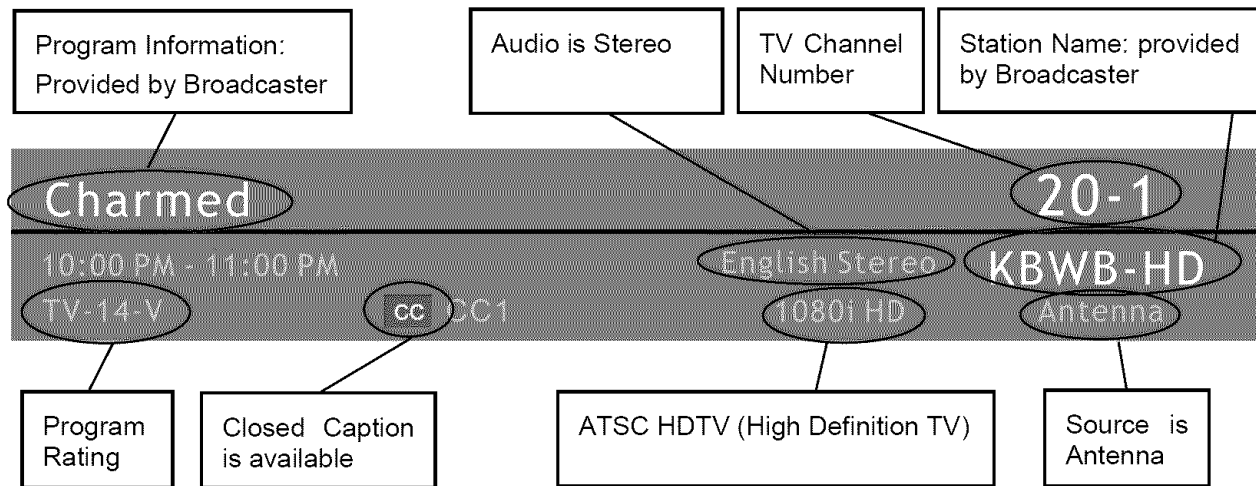 Program Information:
Provided by Broadcaster
Audio is Stereo
TV Channel
Number
Station Name: provided
by Broadcaster
Charmed
20-1
10:00 PM - 11:00 PM
English Stereo
KBWB-HD
TV-14-V
CC CC1
1080i HD
Antenna
Program
Rating
Closed Caption
is available
ATSC HDTV (High Definition TV)
Source is
Antenna